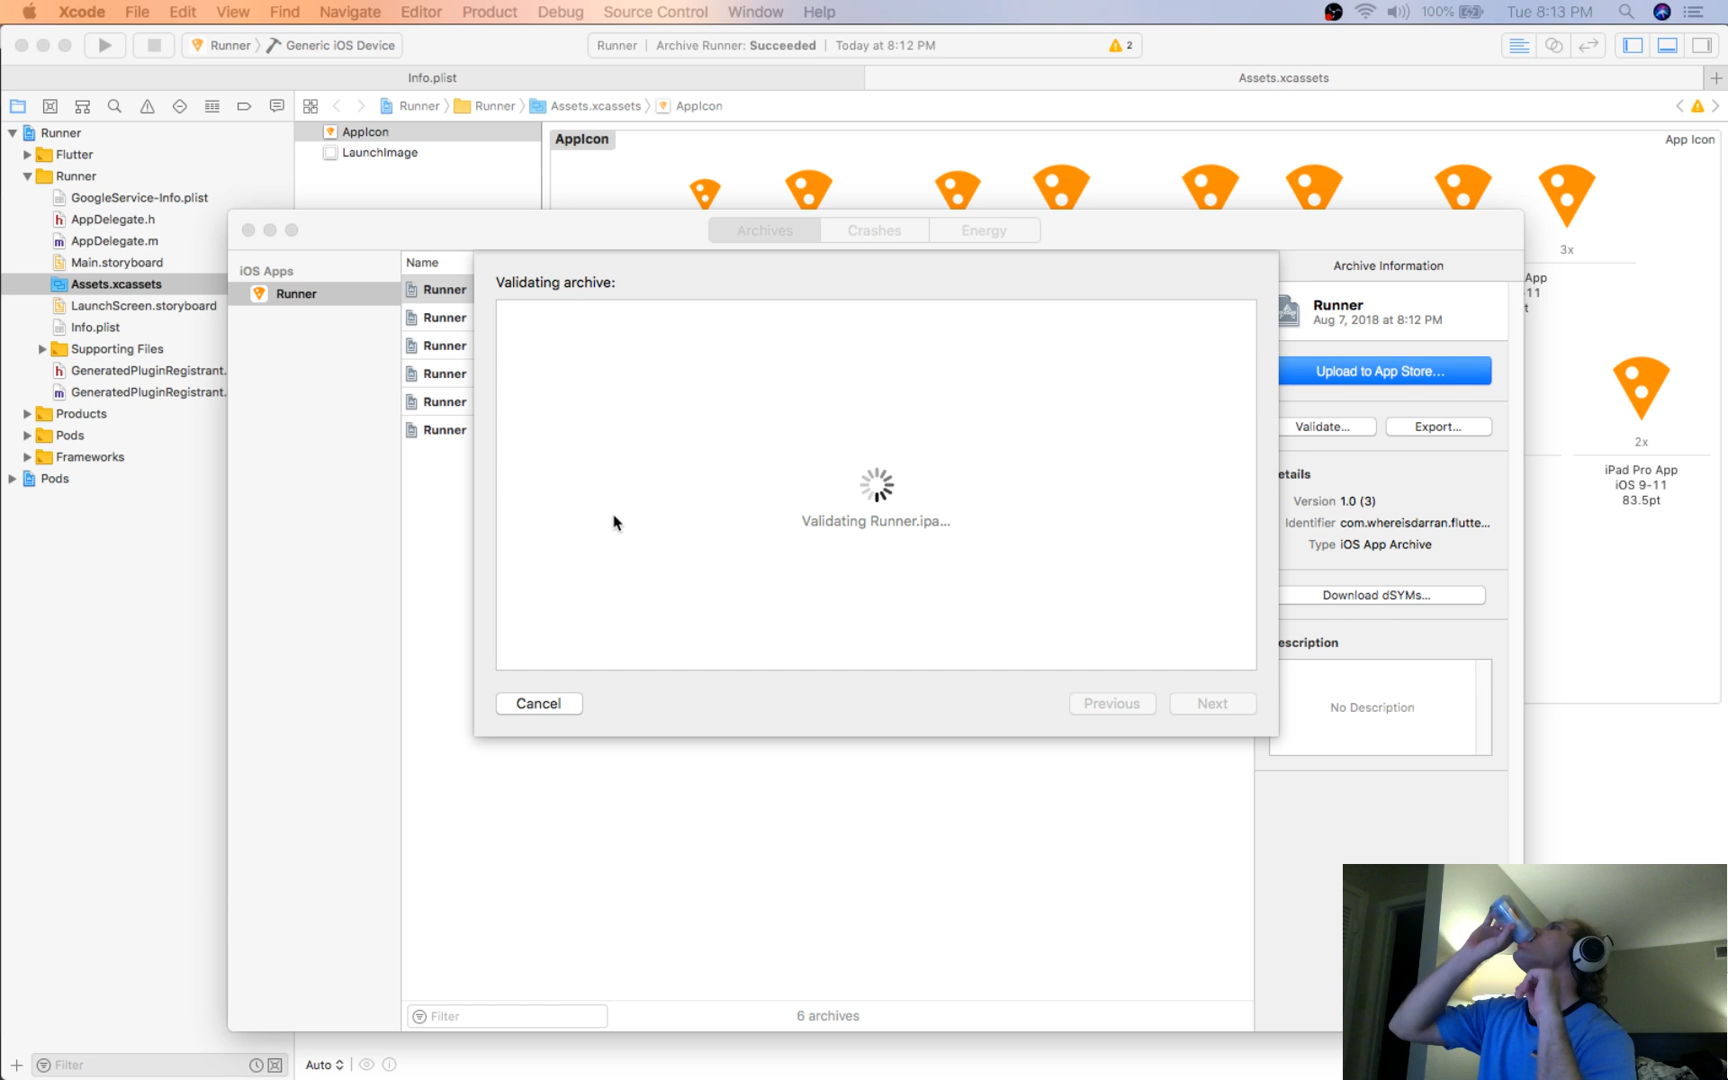 Xcode File Edit View Find Navigate Editor Product Debug Source Control Window Help 100% Tue 8:13 PM
Runner Generic iOS Device Runner | Archive Runner: Succeeded | Today at 8:12 PM 2
Info.plist Assets.xcassets
Runner Runner Assets.xcassets AppIcon
Runner
Flutter
Runner
GoogleService-Info.plist
AppDelegate.h
AppDelegate.m
Main.storyboard
Assets.xcassets
LaunchScreen.storyboard
Info.plist
Supporting Files
GeneratedPluginRegistrant.
GeneratedPluginRegistrant.
Products
Pods
Frameworks
Pods
Filter
AppIcon
LaunchImage
AppIcon
App Icon
3x
App
-11
t
2x
iPad Pro App
iOS 9-11
83.5pt
Archives Crashes Energy
iOS Apps
Runner
Name
Runner
Runner
Runner
Runner
Runner
Runner
Validating archive:
Validating Runner.ipa...
Cancel Previous Next
Archive Information
Runner
Aug 7, 2018 at 8:12 PM
Upload to App Store...
Validate... Export...
etails
Version 1.0 (3)
Identifier com.whereisdarran.flutte...
Type iOS App Archive
Download dSYMs...
escription
No Description
Filter
6 archives
Auto